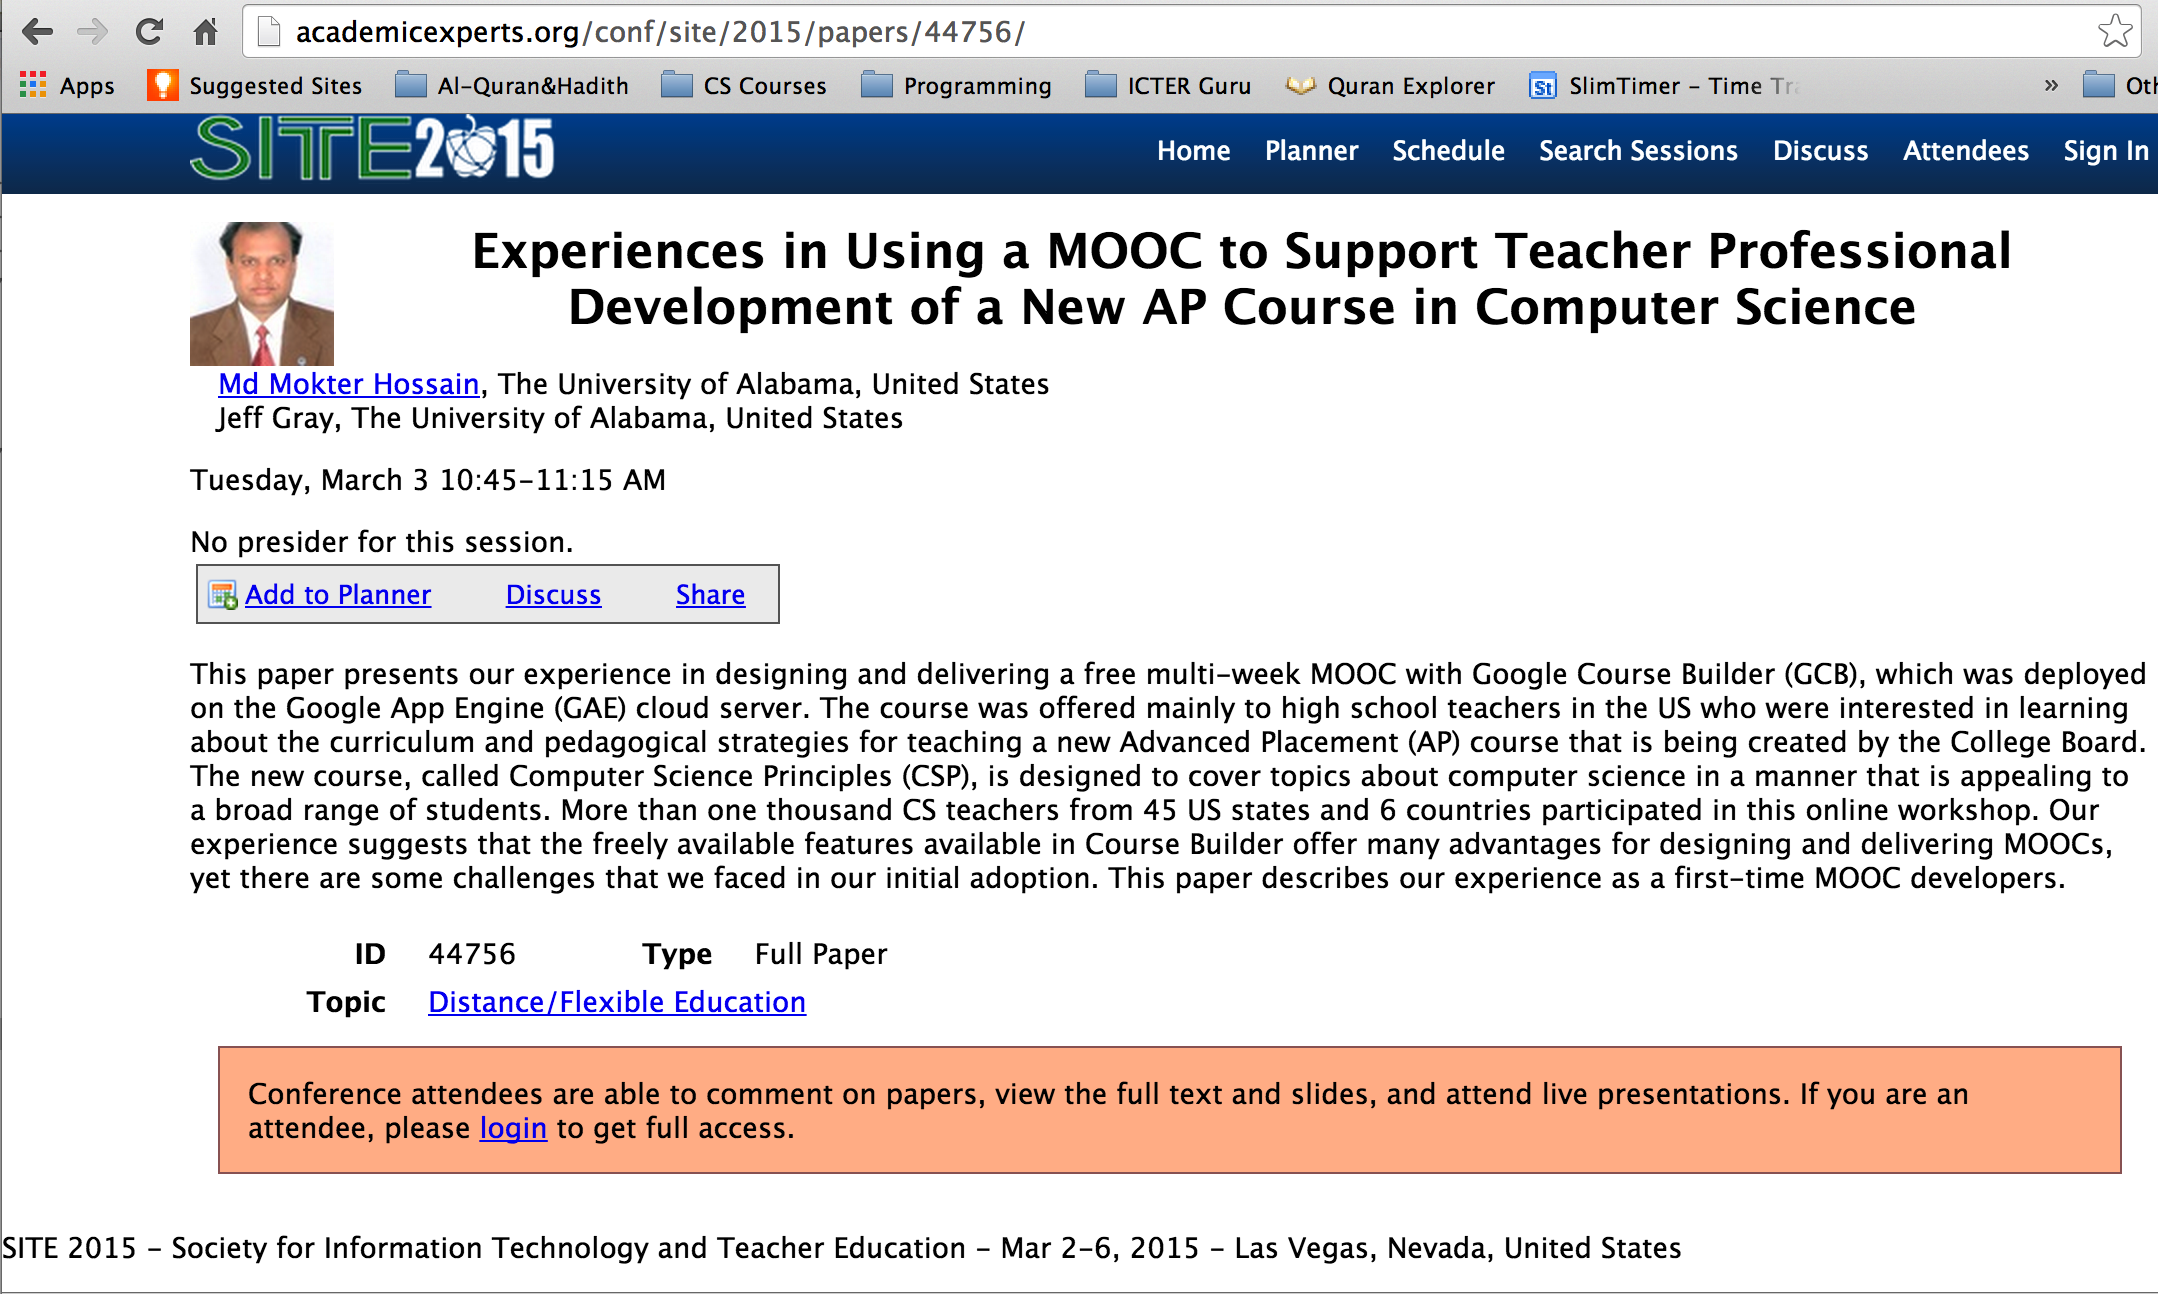 academicexperts.org/conf/site/2015/papers/44756/
Apps Suggested Sites Al-Quran&Hadith CS Courses Programming ICTER Guru Quran Explorer St SlimTimer - Time » 
SITE 2015 Home Planner Schedule Search Sessions Discuss Attendees Sign In
Experiences in Using a MOOC to Support Teacher Professional
Development of a New AP Course in Computer Science
Md Mokter Hossain, The University of Alabama, United States
Jeff Gray, The University of Alabama, United States
Tuesday, March 3 10:45-11:15 AM
No presider for this session.
Add to Planner Discuss Share
This paper presents our experience in designing and delivering a free multi-week MOOC with Google Course Builder (GCB), which was deployed
on the Google App Engine (GAE) cloud server. The course was offered mainly to high school teachers in the US who were interested in learning
about the curriculum and pedagogical strategies for teaching a new Advanced Placement (AP) course that is being created by the College Board.
The new course, called Computer Science Principles (CSP), is designed to cover topics about computer science in a manner that is appealing to
a broad range of students. More than one thousand CS teachers from 45 US states and 6 countries participated in this online workshop. Our
experience suggests that the freely available features available in Course Builder offer many advantages for designing and delivering MOOCs,
yet there are some challenges that we faced in our initial adoption. This paper describes our experience as a first-time MOOC developers.
ID 44756 Type Full Paper
Topic Distance/Flexible Education
Conference attendees are able to comment on papers, view the full text and slides, and attend live presentations. If you are an
attendee, please login to get full access.
SITE 2015 - Society for Information Technology and Teacher Education - Mar 2-6, 2015 - Las Vegas, Nevada, United States